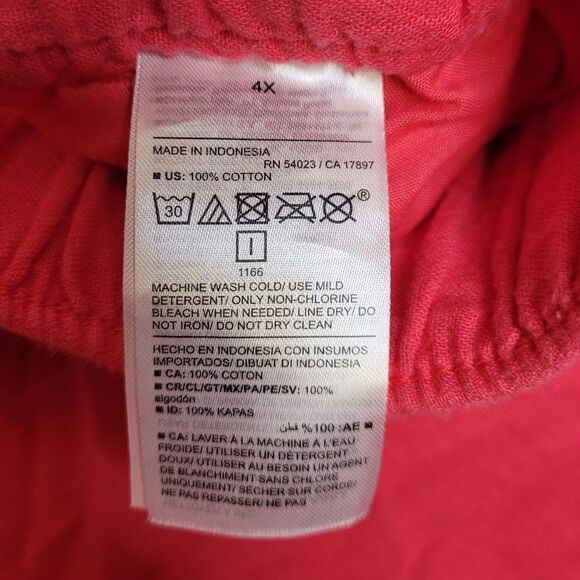 4X
MADE IN INDONESIA
RN 54023 / CA 17897
■ US: 100% COTTON
30 ®
I
1166
MACHINE WASH COLD/ USE MILD
DETERGENT/ ONLY NON-CHLORINE
BLEACH WHEN NEEDED/ LINE DRY/ DO
NOT IRON/ DO NOT DRY CLEAN
HECHO EN INDONESIA CON INSUMOS
IMPORTADOS/ DIBUAT DI INDONESIA
■ CA: 100% COTON
■ CR/CL/GT/MX/PA/PE/SV: 100%
algodón
■ ID: 100% KAPAS
■ AE: 100% قطن
■ CA: LAVER À LA MACHINE À L'EAU
FROIDE/ UTILISER UN DÉTERGENT
DOUX/ UTILISER AU BESOIN UN AGENT
DE BLANCHIMENT SANS CHLORE
UNIQUEMENT/ SÉCHER SUR CORDE/
NE PAS REPASSER/ NE PAS